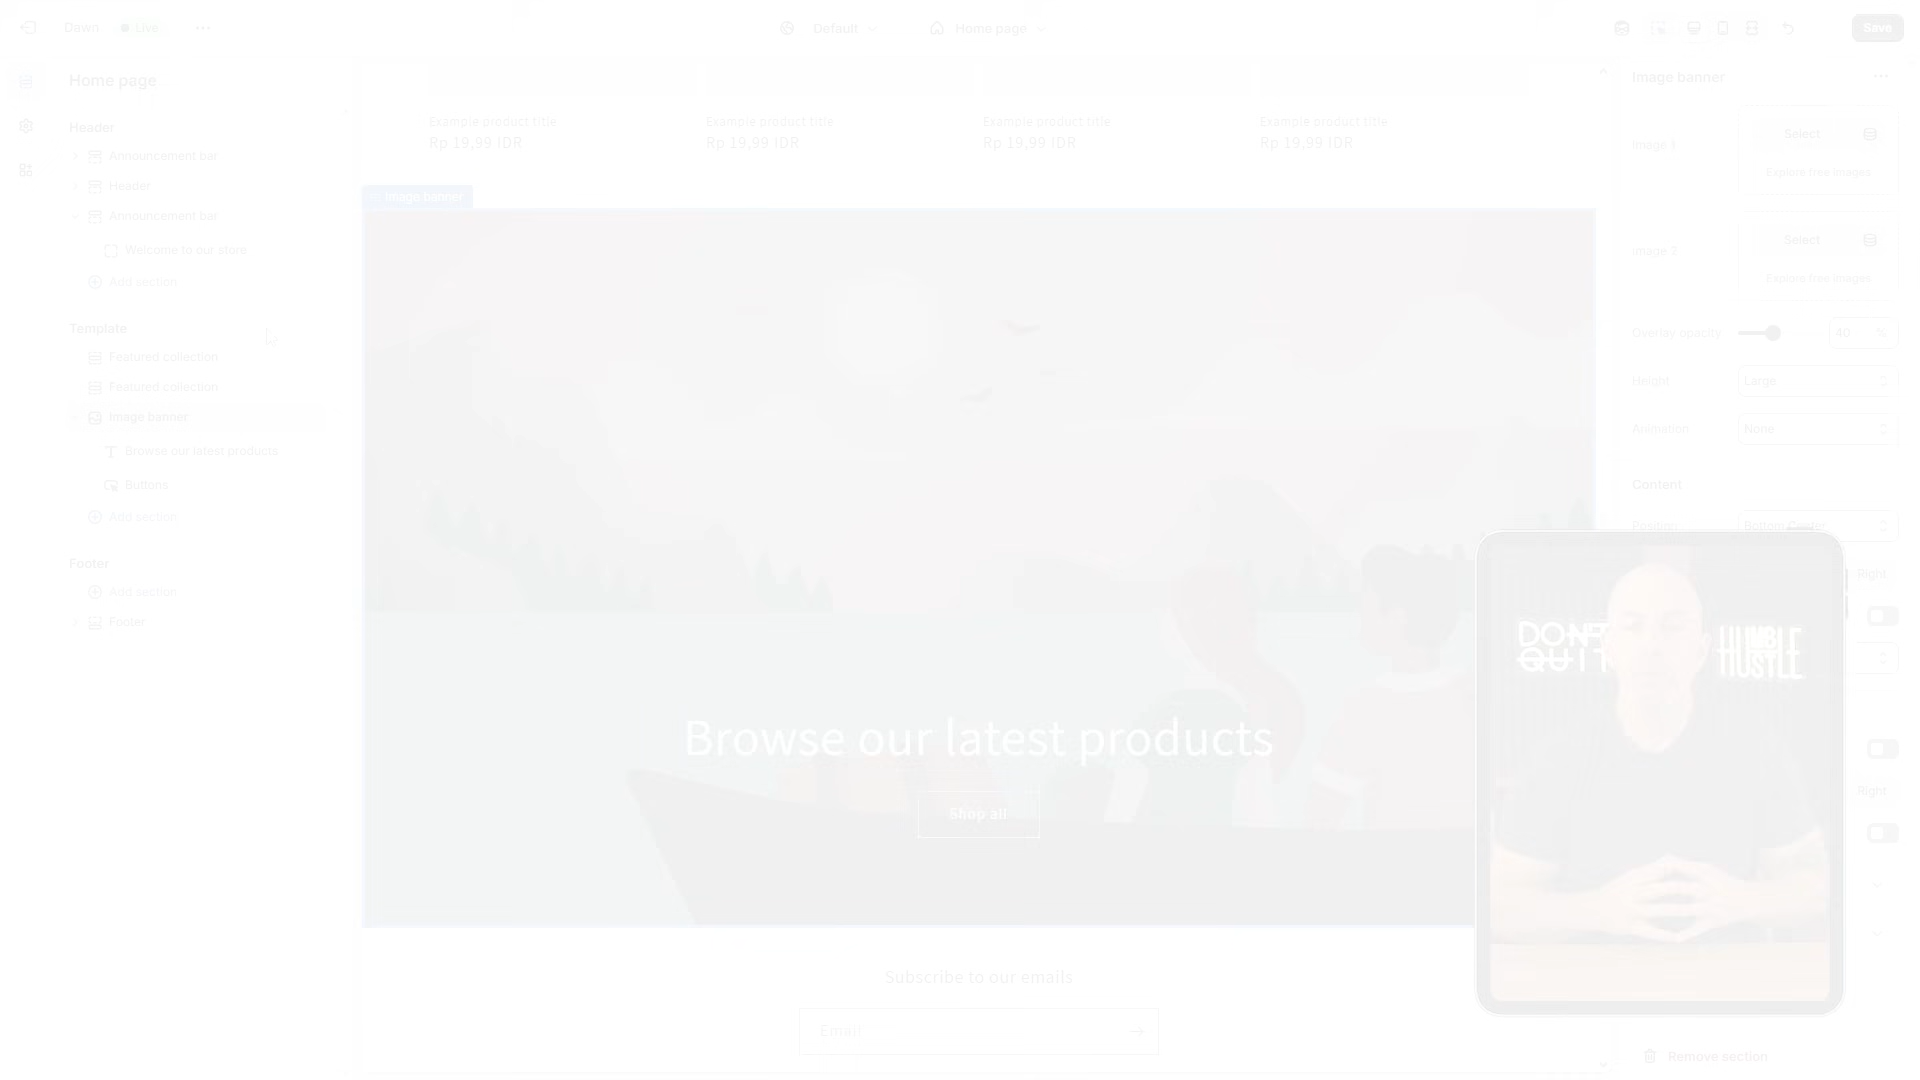 Dawn
Live
Default
Home page
Save
Home page
Header
Announcement bar
Header
Announcement bar
Welcome to our store
Add section
Template
Featured collection
Featured collection
Image banner
Browse our latest products
Buttons
Add section
Footer
Add section
Footer
Example product title
Rp 19,99 IDR
Example product title
Rp 19,99 IDR
Example product title
Rp 19,99 IDR
Example product title
Rp 19,99 IDR
Image banner
Browse our latest products
Shop all
Subscribe to our emails
Email
Image banner
Image 1
Select
Explore free images
Image 2
Select
Explore free images
Overlay opacity
40 %
Height
Large
Animation
None
Content
Position
Bottom Center
Right
Right
DON'T
QUIT
HUMBLE
HUSTLE
Remove section